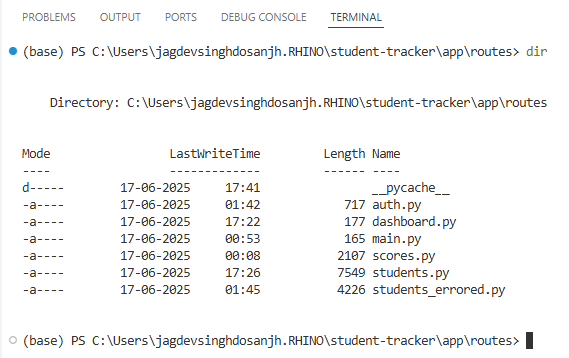 PROBLEMS OUTPUT PORTS DEBUG CONSOLE TERMINAL
(base) PS C:\Users\jagdevsinghdosanjh.RHINO\student-tracker\app\routes> dir
Directory: C:\Users\jagdevsinghdosanjh.RHINO\student-tracker\app\routes
Mode LastWriteTime Length Name
---- ------------- ------ ----
d----- 17-06-2025 17:41 __pycache__
-a---- 17-06-2025 01:42 717 auth.py
-a---- 17-06-2025 17:22 177 dashboard.py
-a---- 17-06-2025 00:53 165 main.py
-a---- 17-06-2025 00:08 2107 scores.py
-a---- 17-06-2025 17:26 7549 students.py
-a---- 17-06-2025 01:45 4226 students_errored.py
(base) PS C:\Users\jagdevsinghdosanjh.RHINO\student-tracker\app\routes>